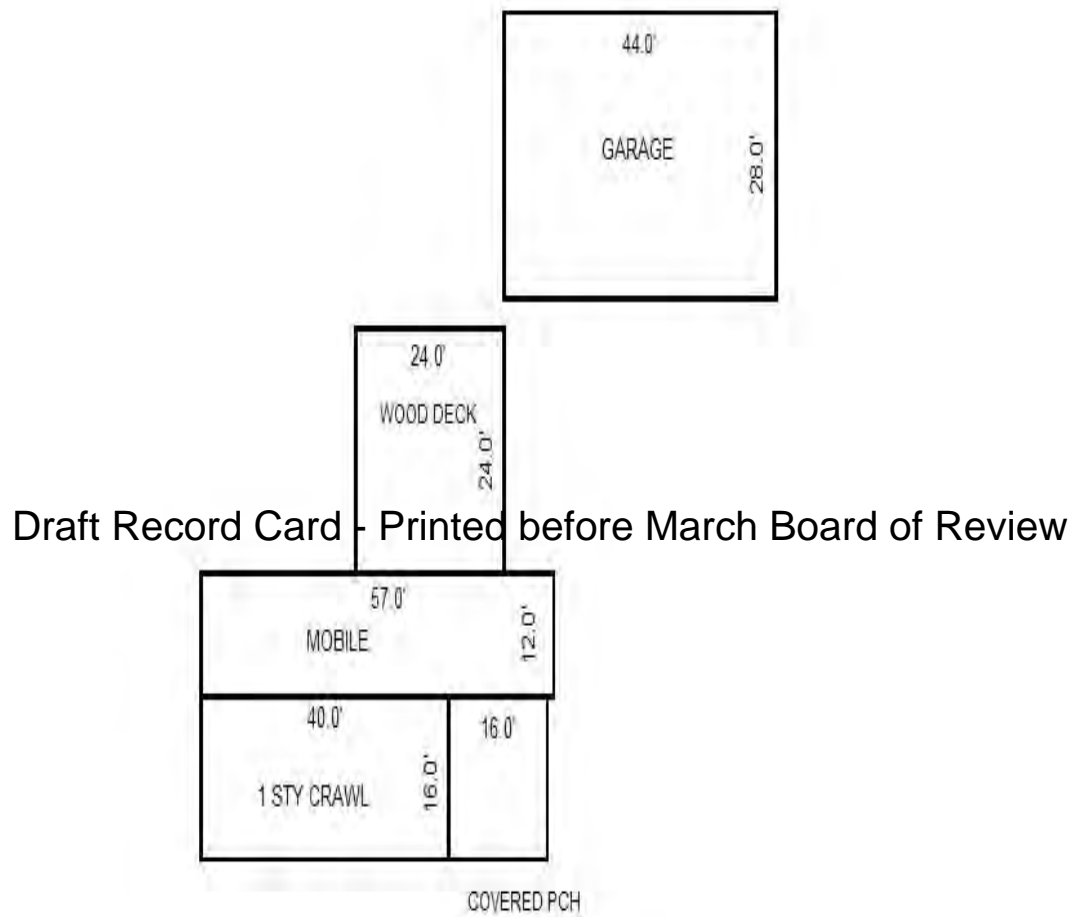 44.0'
GARAGE
28.0'
24.0'
WOOD DECK
24.0'
Draft Record Card - Printed before March Board of Review
57.0'
MOBILE
12.0'
40.0'
16.0'
1 STY CRAWL
16.0'
COVERED PCH